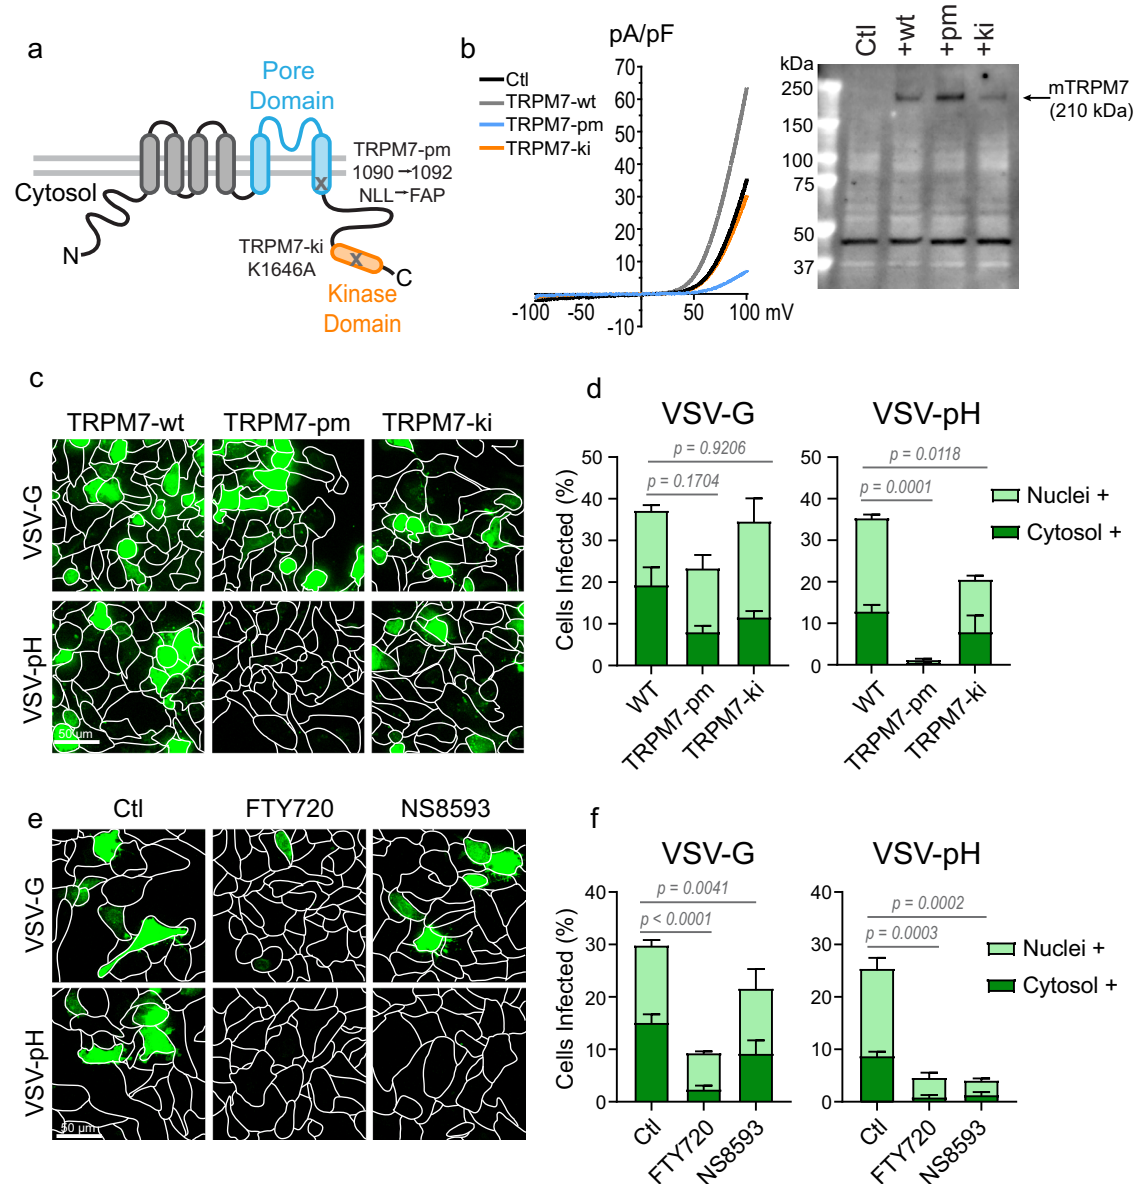 a
Pore
Domain
Cytosol
TRPM7-pm
1090→1092
NLL→FAP
N
TRPM7-ki
K1646A
x
x
C
Kinase
Domain
b
pA/pF
Ctl
TRPM7-wt
TRPM7-pm
TRPM7-ki
70
60
50
40
30
20
10
-10
-100
-50
50
100 mV
Ctl
+wt
+pm
+ki
kDa
250
150
100
75
50
37
mTRPM7
(210 kDa)
c
TRPM7-wt
TRPM7-pm
TRPM7-ki
VSV-G
VSV-pH
50 µm
d
VSV-G
p = 0.9206
p = 0.1704
Cells Infected (%)
50
40
30
20
10
0
WT
TRPM7-pm
TRPM7-ki
VSV-pH
p = 0.0118
p = 0.0001
50
40
30
20
10
0
WT
TRPM7-pm
TRPM7-ki
Nuclei +
Cytosol +
e
Ctl
FTY720
NS8593
VSV-G
VSV-pH
50 µm
f
VSV-G
p = 0.0041
p < 0.0001
Cells Infected (%)
40
30
20
10
0
Ctl
FTY720
NS8593
VSV-pH
p = 0.0002
p = 0.0003
40
30
20
10
0
Ctl
FTY720
NS8593
Nuclei +
Cytosol +